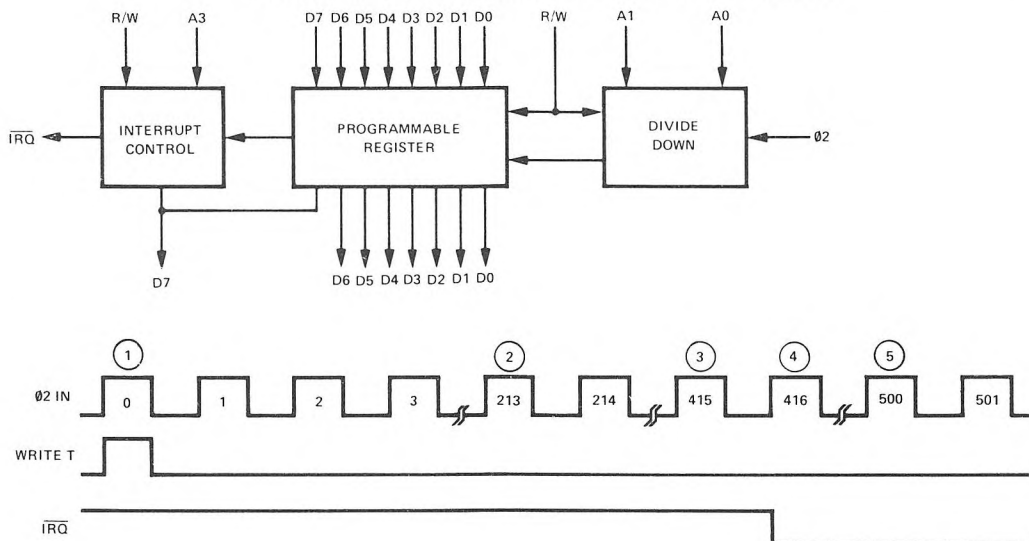 R/W A3 D7 D6 D5 D4 D3 D2 D1 D0 R/W A1 A0
IRQ
INTERRUPT
CONTROL
PROGRAMMABLE
REGISTER
DIVIDE
DOWN
Ø2
D7
D6 D5 D4 D3 D2 D1 D0
1 2 3 4 5
Ø2 IN 0 1 2 3 213 214 415 416 500 501
WRITE T
IRQ